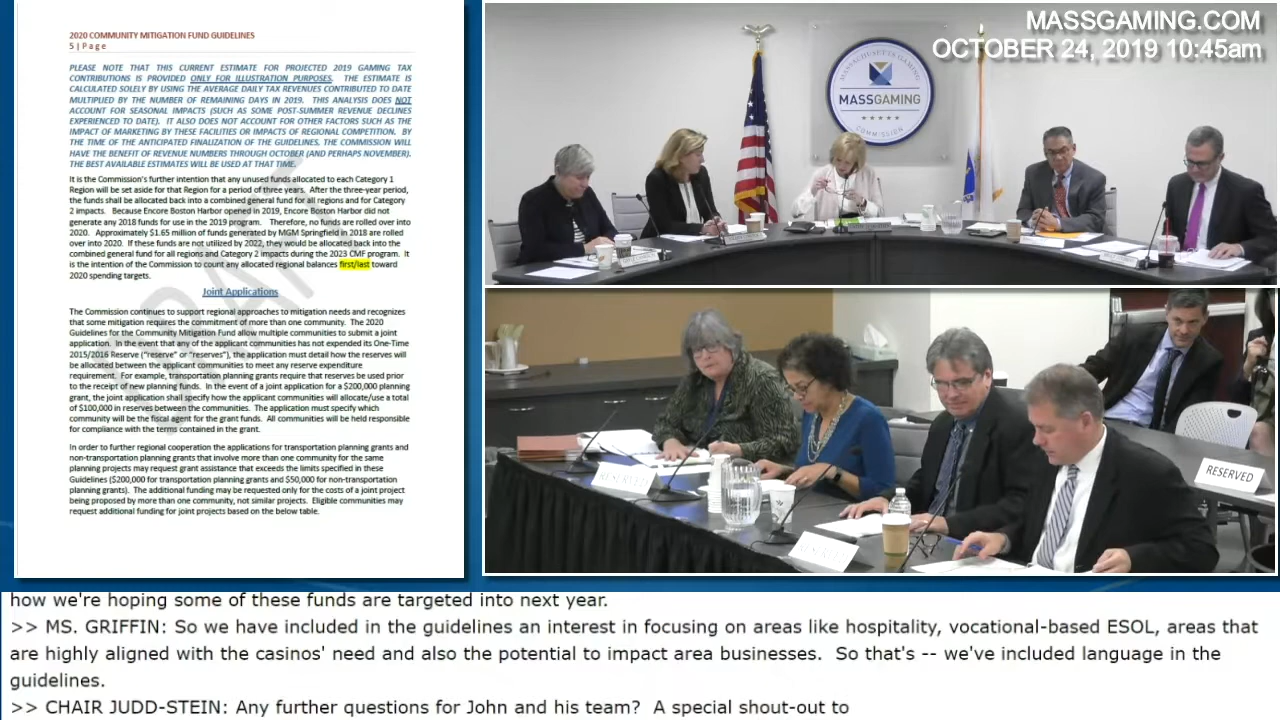 2020 COMMUNITY MITIGATION FUND GUIDELINES
5 | P a g e
PLEASE NOTE THAT THIS CURRENT ESTIMATE FOR PROJECTED 2019 GAMING TAX
CONTRIBUTIONS IS PROVIDED ONLY FOR ILLUSTRATION PURPOSES. THE ESTIMATE IS
CALCULATED SOLELY BY USING THE AVERAGE DAILY TAX REVENUES CONTRIBUTED TO DATE
MULTIPLIED BY THE NUMBER OF REMAINING DAYS IN 2019. THIS ANALYSIS DOES NOT
ACCOUNT FOR SEASONAL IMPACTS (SUCH AS SOME POST-SUMMER REVENUE DECLINES
EXPERIENCED TO DATE). IT ALSO DOES NOT ACCOUNT FOR OTHER FACTORS SUCH AS THE
IMPACT OF MARKETING BY THESE FACILITIES OR IMPACTS OF REGIONAL COMPETITION. BY
THE TIME OF THE ANTICIPATED FINALIZATION OF THE GUIDELINES, THE COMMISSION WILL
HAVE THE BENEFIT OF REVENUE NUMBERS THROUGH OCTOBER (AND PERHAPS NOVEMBER).
THE BEST AVAILABLE ESTIMATES WILL BE USED AT THAT TIME.
It is the Commission's further intention that any unused funds allocated to each Category 1
Region will be set aside for that Region for a period of three years. After the three-year period,
the funds shall be allocated back into a combined general fund for all regions and for Category
2 impacts. Because Encore Boston Harbor opened in 2019, Encore Boston Harbor did not
generate any 2018 funds for use in the 2019 program. Therefore, no funds are rolled over into
2020. Approximately $1.65 million of funds generated by MGM Springfield in 2018 are rolled
over into 2020. If these funds are not utilized by 2022, they would be allocated back into the
combined general fund for all regions and Category 2 impacts during the 2023 CMF program. It
is the intention of the Commission to count any allocated regional balances first/last toward
2020 spending targets.
Joint Applications
The Commission continues to support regional approaches to mitigation needs and recognizes
that some mitigation requires the commitment of more than one community. The 2020
Guidelines for the Community Mitigation Fund allow multiple communities to submit a joint
application. In the event that any of the applicant communities has not expended its One-Time
2015/2016 Reserve ("reserve" or "reserves"), the application must detail how the reserves will
be allocated between the applicant communities to meet any reserve expenditure
requirement. For example, transportation planning grants require that reserves be used prior
to the receipt of new planning funds. In the event of a joint application for a $200,000 planning
grant, the joint application shall specify how the applicant communities will allocate/use a total
of $100,000 in reserves between the communities. The application must specify which
community will be the fiscal agent for the grant funds. All communities will be held responsible
for compliance with the terms contained in the grant.
In order to further regional cooperation the applications for transportation planning grants and
non-transportation planning grants that involve more than one community for the same
planning projects may request grant assistance that exceeds the limits specified in these
Guidelines ($200,000 for transportation planning grants and $50,000 for non-transportation
planning grants). The additional funding may be requested only for the costs of a joint project
being proposed by more than one community, not similar projects. Eligible communities may
request additional funding for joint projects based on the below table.
MASSGAMING.COM
OCTOBER 24, 2019 10:45am
MASSACHUSETTS GAMING
MASSGAMING
COMMISSION
RESERVED
RESERVED
RESERVED
how we're hoping some of these funds are targeted into next year.
>> MS. GRIFFIN: So we have included in the guidelines an interest in focusing on areas like hospitality, vocational-based ESOL, areas that
are highly aligned with the casinos' need and also the potential to impact area businesses. So that's -- we've included language in the
guidelines.
>> CHAIR JUDD-STEIN: Any further questions for John and his team? A special shout-out to